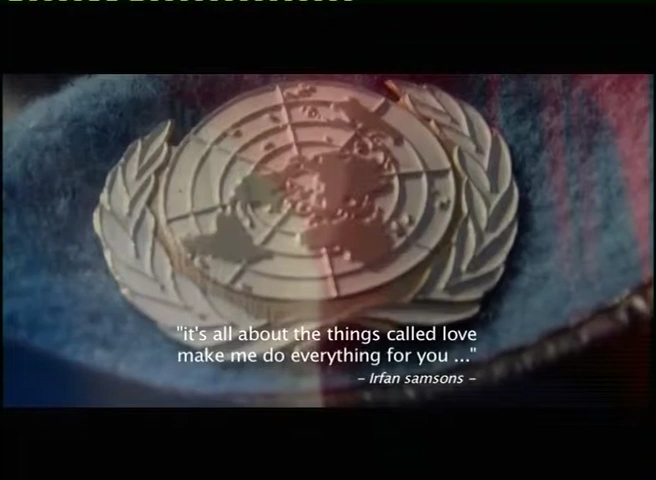 "it's all about the things called love
make me do everything for you ..."
– Irfan samsons –